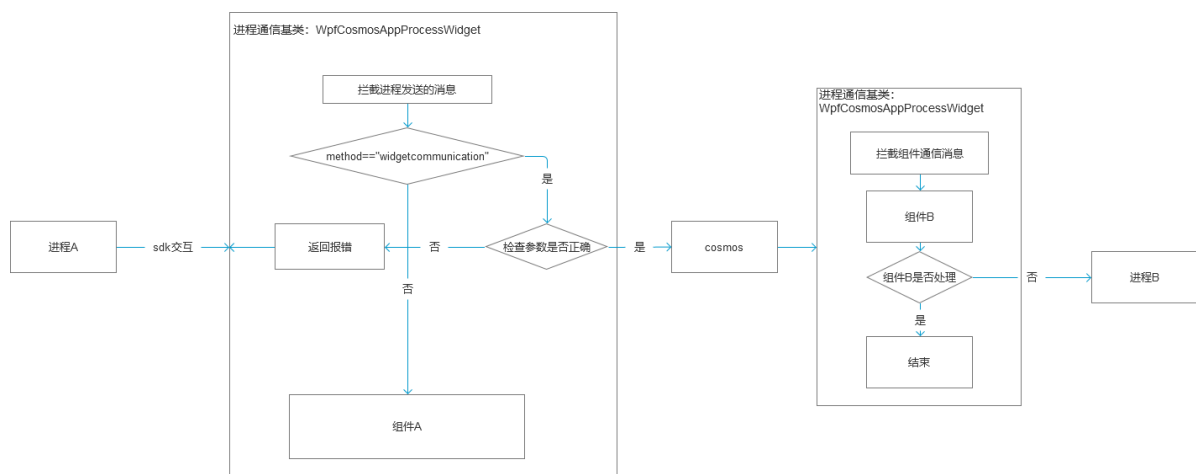 进程通信基类：WpfCosmosAppProcessWidget
拦截进程发送的消息
method=="widgetcommunication"
是
进程A
sdk交互
返回报错
否
检查参数是否正确
是
cosmos
否
组件A
进程通信基类：
WpfCosmosAppProcessWidget
拦截组件通信消息
组件B
组件B是否处理
否
进程B
是
结束